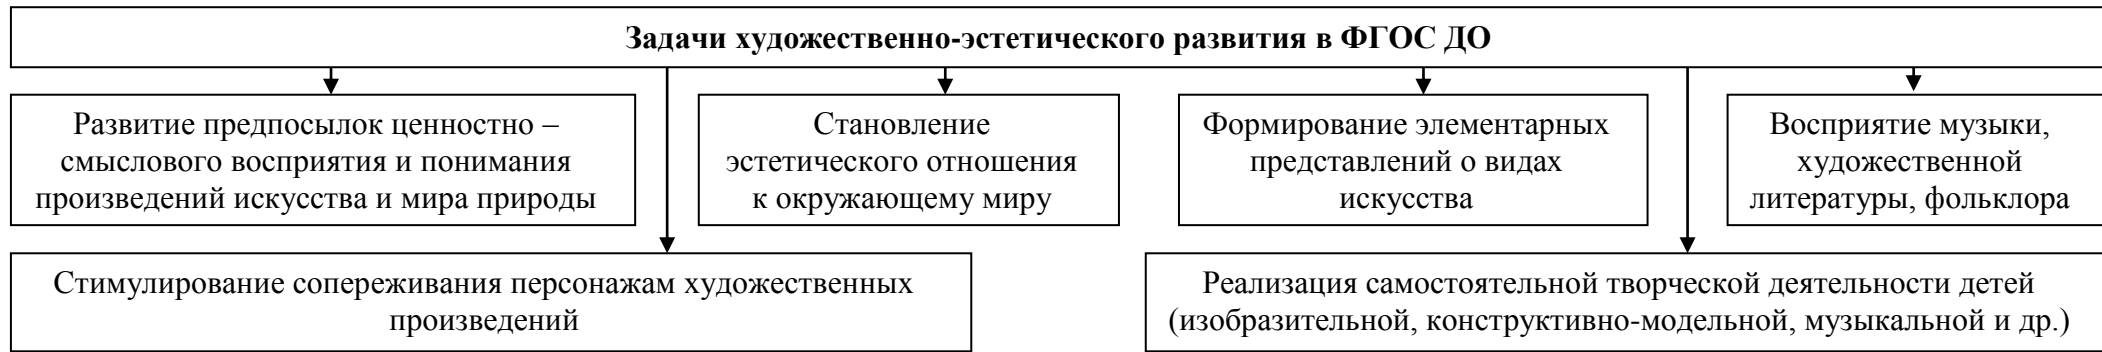 Задачи художественно-эстетического развития в ФГОС ДО
Развитие предпосылок ценностно –
смыслового восприятия и понимания
произведений искусства и мира природы
Становление
эстетического отношения
к окружающему миру
Формирование элементарных
представлений о видах
искусства
Восприятие музыки,
художественной
литературы, фольклора
Стимулирование сопереживания персонажам художественных
произведений
Реализация самостоятельной творческой деятельности детей
(изобразительной, конструктивно-модельной, музыкальной и др.)